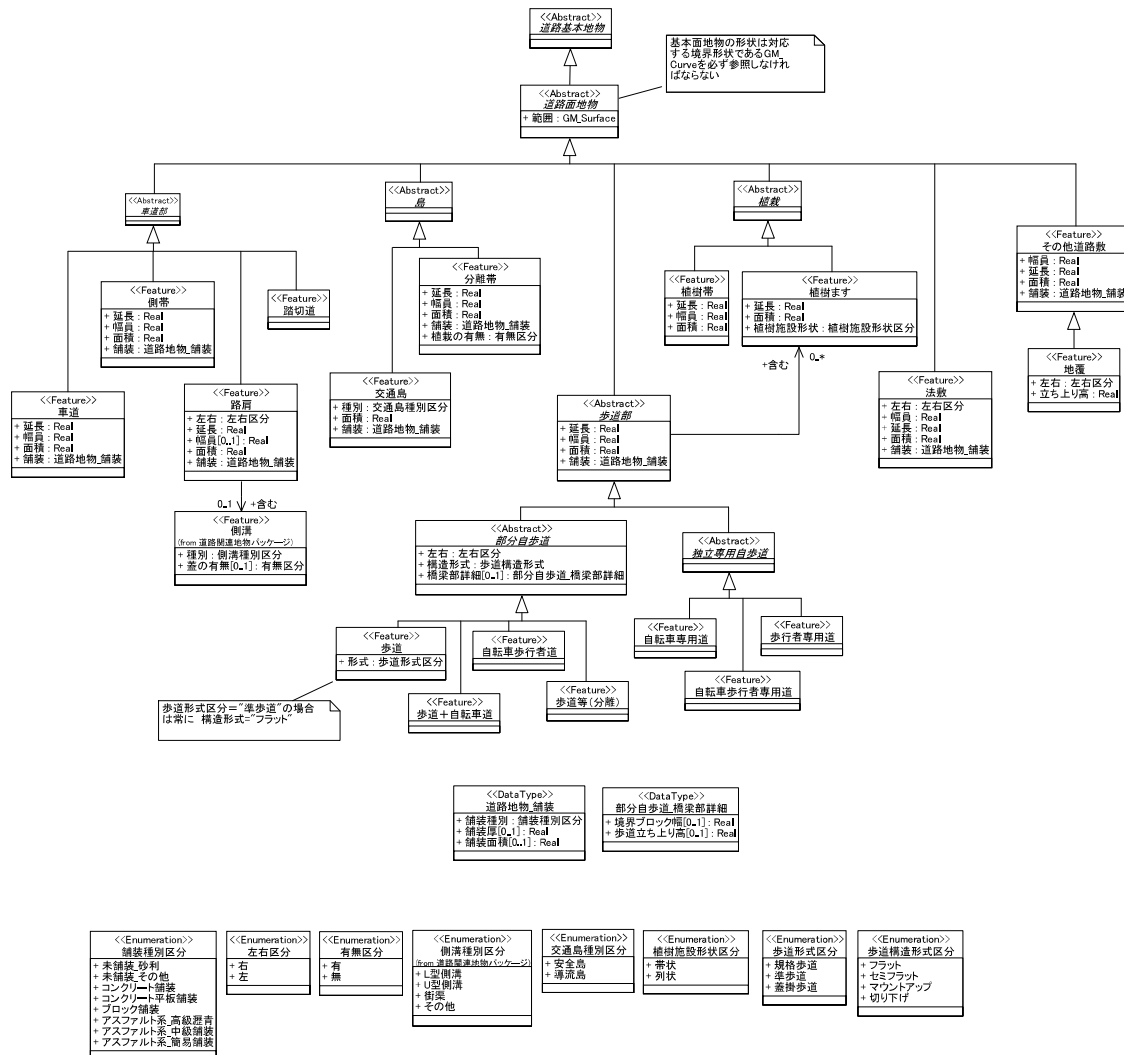 <<Abstract>>
道路基本地物
基本面地物の形状は対応
する境界形状であるGM_
Curveを必ず参照しなけれ
ばならない
<<Abstract>>
道路面地物
+ 範囲 : GM_Surface
<<Abstract>>
車道部
<<Abstract>>
島
<<Abstract>>
植栽
<<Feature>>
その他道路敷
+ 幅員 : Real
+ 延長 : Real
+ 面積 : Real
+ 舗装 : 道路地物_舗装
<<Feature>>
側帯
+ 延長 : Real
+ 幅員 : Real
+ 面積 : Real
+ 舗装 : 道路地物_舗装
<<Feature>>
踏切道
<<Feature>>
分離帯
+ 延長 : Real
+ 幅員 : Real
+ 面積 : Real
+ 舗装 : 道路地物_舗装
+ 植栽の有無 : 有無区分
<<Feature>>
植樹帯
+ 延長 : Real
+ 幅員 : Real
+ 面積 : Real
<<Feature>>
植樹ます
+ 延長 : Real
+ 面積 : Real
+ 植樹施設形状 : 植樹施設形状区分
+含む
0..*
<<Feature>>
地覆
+ 左右 : 左右区分
+ 立ち上り高 : Real
<<Feature>>
車道
+ 延長 : Real
+ 幅員 : Real
+ 面積 : Real
+ 舗装 : 道路地物_舗装
<<Feature>>
路肩
+ 左右 : 左右区分
+ 延長 : Real
+ 幅員[0..1] : Real
+ 面積 : Real
+ 舗装 : 道路地物_舗装
<<Feature>>
交通島
+ 種別 : 交通島種別区分
+ 面積 : Real
+ 舗装 : 道路地物_舗装
<<Abstract>>
歩道部
+ 延長 : Real
+ 幅員 : Real
+ 面積 : Real
+ 舗装 : 道路地物_舗装
<<Feature>>
法敷
+ 左右 : 左右区分
+ 幅員 : Real
+ 延長 : Real
+ 面積 : Real
+ 舗装 : 道路地物_舗装
0..1
+含む
<<Feature>>
側溝
(from 道路関連地物パッケージ)
+ 種別 : 側溝種別区分
+ 蓋の有無[0..1] : 有無区分
<<Abstract>>
部分自歩道
+ 左右 : 左右区分
+ 構造形式 : 歩道構造形式
+ 橋梁部詳細[0..1] : 部分自歩道_橋梁部詳細
<<Abstract>>
独立専用自歩道
<<Feature>>
歩道
+ 形式 : 歩道形式区分
<<Feature>>
自転車歩行者道
<<Feature>>
自転車専用道
<<Feature>>
歩行者専用道
<<Feature>>
歩道+自転車道
<<Feature>>
歩道等(分離)
<<Feature>>
自転車歩行者専用道
歩道形式区分="準歩道"の場合
は常に 構造形式="フラット"
<<DataType>>
道路地物_舗装
+ 舗装種別 : 舗装種別区分
+ 舗装厚[0..1] : Real
+ 舗装面積[0..1] : Real
<<DataType>>
部分自歩道_橋梁部詳細
+ 境界ブロック幅[0..1] : Real
+ 歩道立ち上り高[0..1] : Real
<<Enumeration>>
舗装種別区分
+ 未舗装_砂利
+ 未舗装_その他
+ コンクリート舗装
+ コンクリート平板舗装
+ ブロック舗装
+ アスファルト系_高級瀝青
+ アスファルト系_中級舗装
+ アスファルト系_簡易舗装
<<Enumeration>>
左右区分
+ 右
+ 左
<<Enumeration>>
有無区分
+ 有
+ 無
<<Enumeration>>
側溝種別区分
(from 道路関連地物パッケージ)
+ L型側溝
+ U型側溝
+ 街渠
+ その他
<<Enumeration>>
交通島種別区分
+ 安全島
+ 導流島
<<Enumeration>>
植樹施設形状区分
+ 帯状
+ 列状
<<Enumeration>>
歩道形式区分
+ 規格歩道
+ 準歩道
+ 蓋掛歩道
<<Enumeration>>
歩道構造形式区分
+ フラット
+ セミフラット
+ マウントアップ
+ 切り下げ